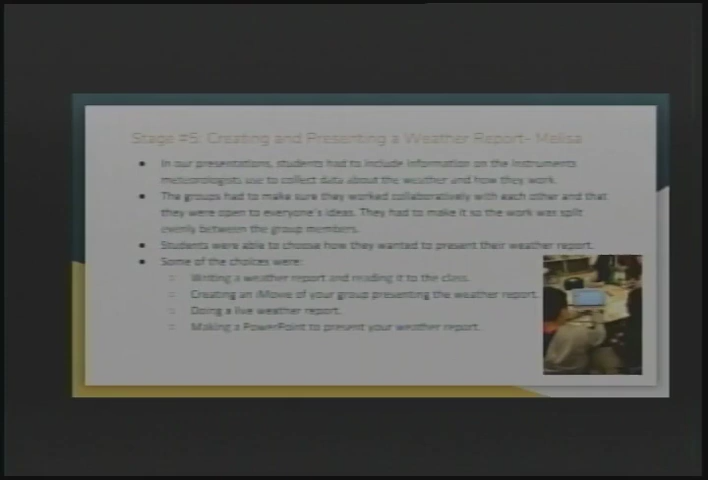 Stage #5: Creating and Presenting a Weather Report- Melisa
● In our presentations, students had to include information on the instruments
meteorologists use to collect data about the weather and how they work.
● The groups had to make sure they worked collaboratively with each other and that
they were open to everyone's ideas. They had to make it so the work was split
evenly between the group members.
● Students were able to choose how they wanted to present their weather report.
● Some of the choices were:
○ Writing a weather report and reading it to the class.
○ Creating an iMovie of your group presenting the weather report.
○ Doing a live weather report.
○ Making a PowerPoint to present your weather report.